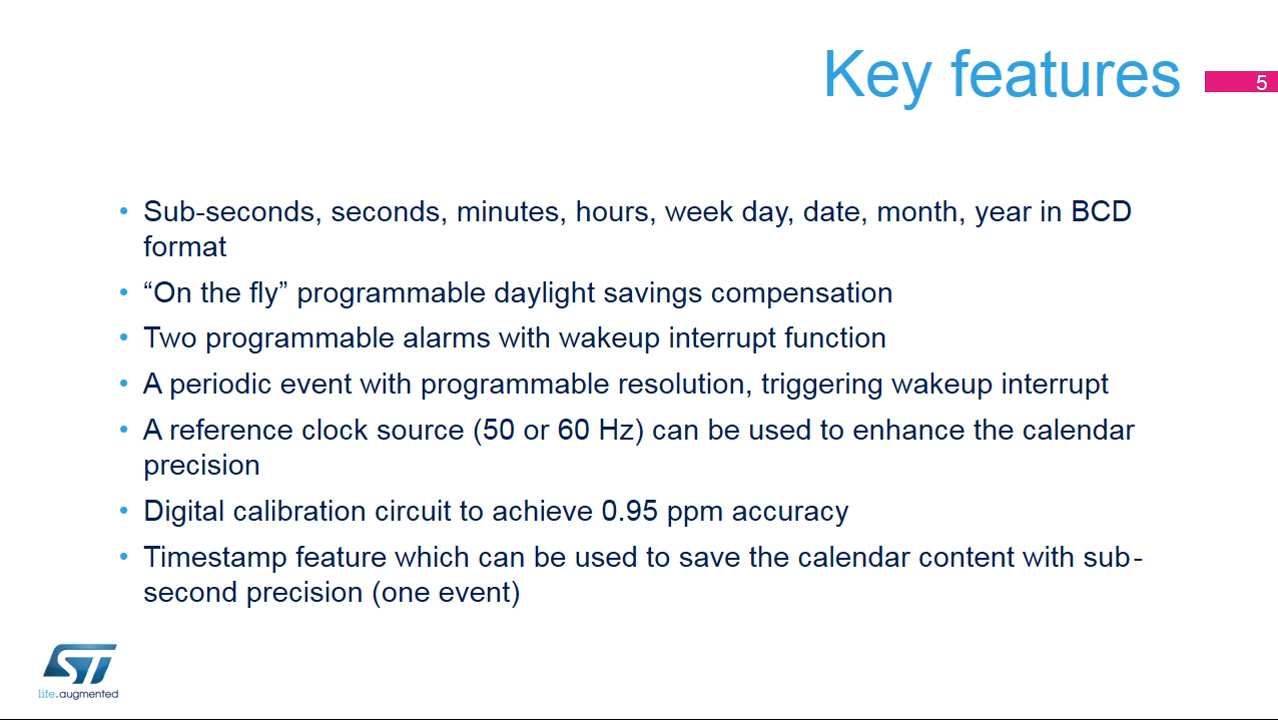 Key features
5
• Sub-seconds, seconds, minutes, hours, week day, date, month, year in BCD
format
• “On the fly” programmable daylight savings compensation
• Two programmable alarms with wakeup interrupt function
• A periodic event with programmable resolution, triggering wakeup interrupt
• A reference clock source (50 or 60 Hz) can be used to enhance the calendar
precision
• Digital calibration circuit to achieve 0.95 ppm accuracy
• Timestamp feature which can be used to save the calendar content with sub-
second precision (one event)
ST
life.augmented